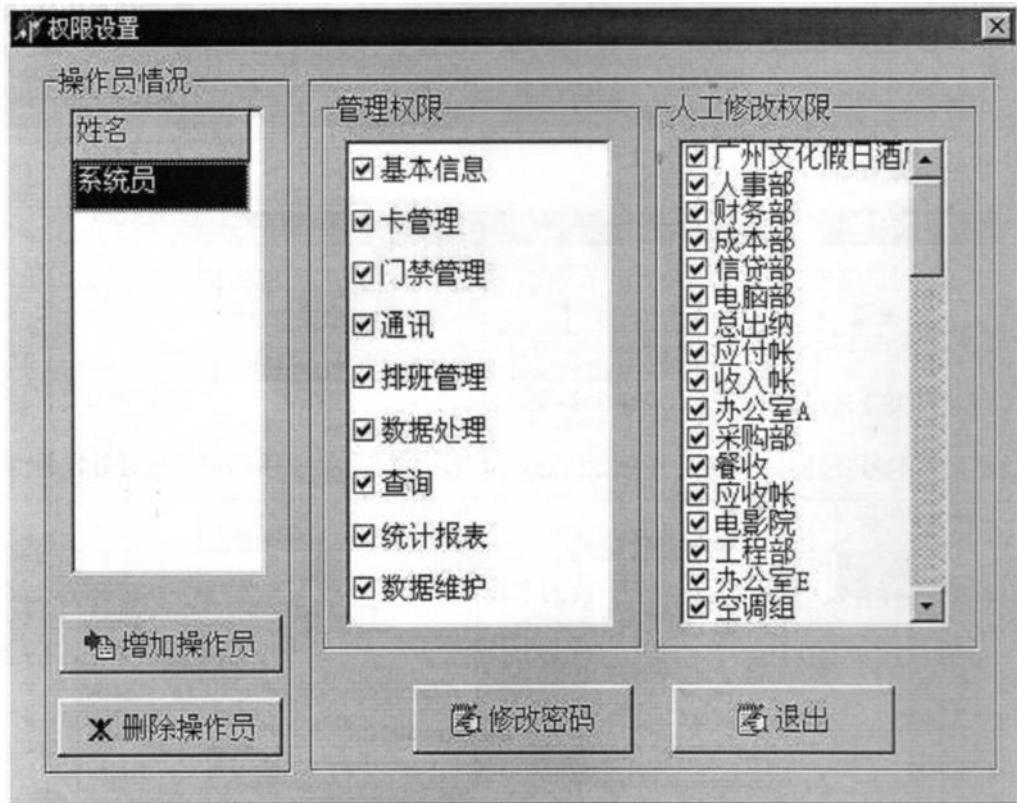 权限设置
操作员情况
姓名
系统员
增加操作员
删除操作员
管理权限
基本信息
卡管理
门禁管理
通讯
排班管理
数据处理
查询
统计报表
数据维护
人工修改权限
广州文化假日酒
人事部
财务部
成本部
信贷部
电脑部
总出纳
应付帐
收入帐
办公室A
采购部
餐收
应收帐
电影院
工程部
办公室E
空调组
修改密码
退出